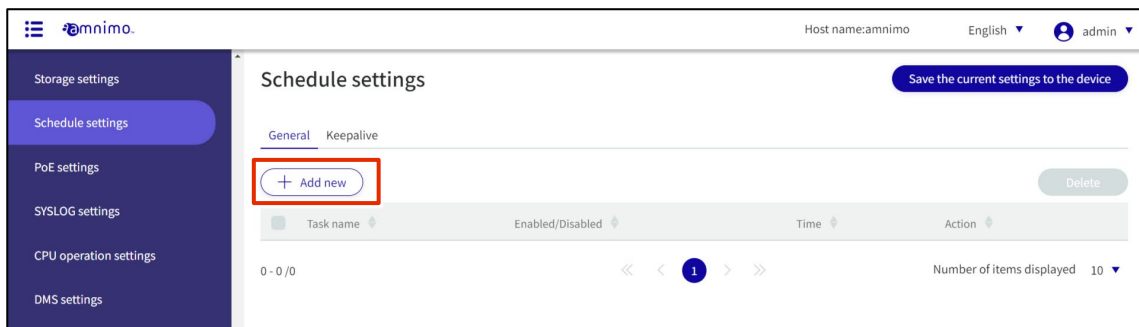 amnimo
Host name:amnimo
English
admin
Storage settings
Schedule settings
PoE settings
SYSLOG settings
CPU operation settings
DMS settings
Schedule settings
Save the current settings to the device
General Keepalive
+ Add new
Delete
Task name Enabled/Disabled Time Action
0 - 0 /0
« < 1 > »
Number of items displayed 10